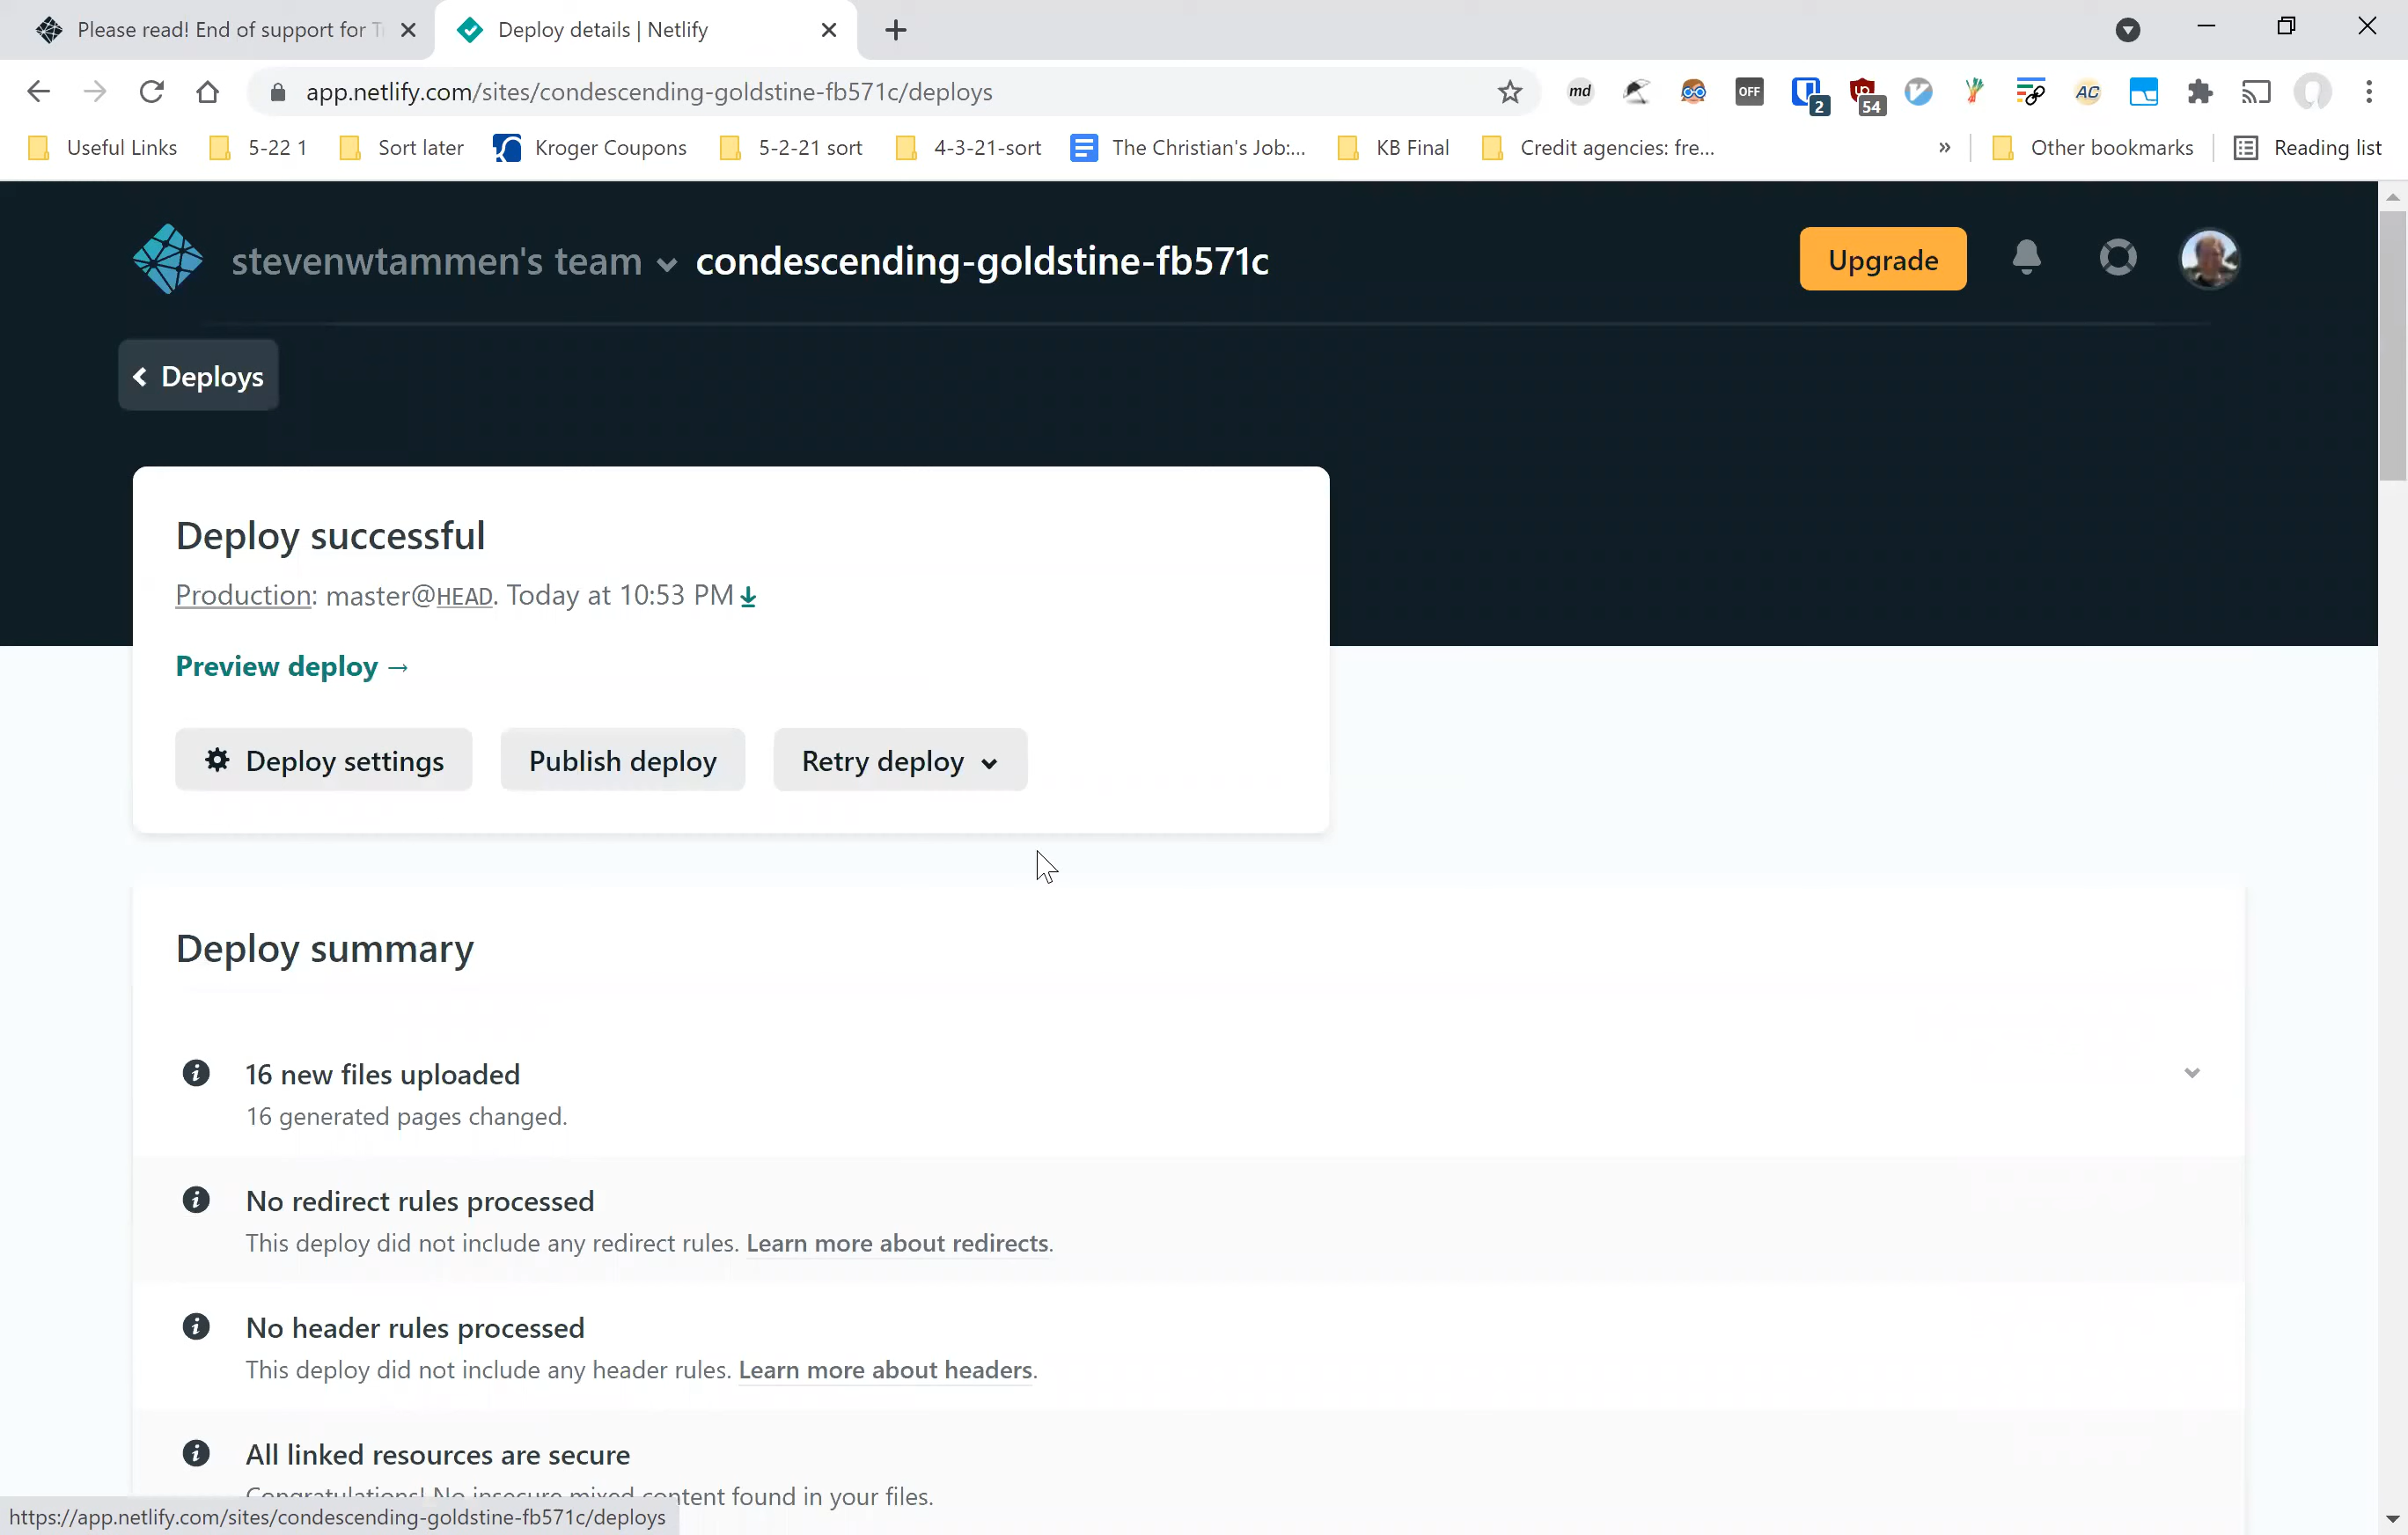 Please read! End of support for T
Deploy details | Netlify
app.netlify.com/sites/condescending-goldstine-fb571c/deploys
md
OFF
2
54
AC
Useful Links
5-22 1
Sort later
Kroger Coupons
5-2-21 sort
4-3-21-sort
The Christian's Job:...
KB Final
Credit agencies: fre...
»
Other bookmarks
Reading list
stevenwtammen's team
condescending-goldstine-fb571c
Upgrade
Deploys
Deploy successful
Production: master@HEAD. Today at 10:53 PM
Preview deploy →
Deploy settings
Publish deploy
Retry deploy
Deploy summary
16 new files uploaded
16 generated pages changed.
No redirect rules processed
This deploy did not include any redirect rules. Learn more about redirects.
No header rules processed
This deploy did not include any header rules. Learn more about headers.
All linked resources are secure
Congratulations! No insecure mixed content found in your files.
https://app.netlify.com/sites/condescending-goldstine-fb571c/deploys